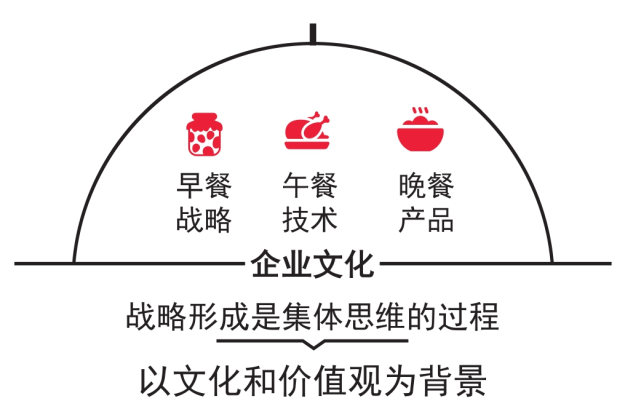 早餐 午餐 晚餐
战略 技术 产品
企业文化
战略形成是集体思维的过程
以文化和价值观为背景